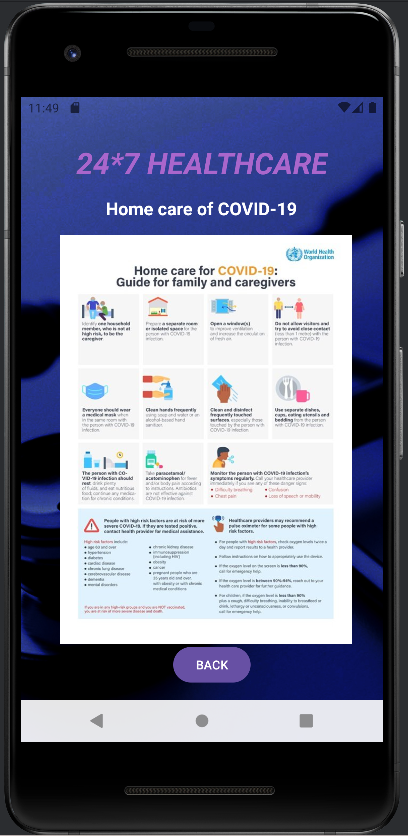 11:49
24*7 HEALTHCARE
Home care of COVID-19
World Health
Organization
Home care for COVID-19:
Guide for family and caregivers
Identify one household
member, who is not at
high risk, to be the
caregiver
Prepare a separate room
or isolated space for the
person with COVID-19
infection.
Open a window(s)
to improve ventilation
and increase the circulation
of fresh air.
Do not allow visitors and
try to avoid close contact
(less than 1 metre) with the
person with COVID-19
infection.
Everyone should wear
a medical mask when
in the same room with
the person with COVID-19
infection.
Clean hands frequently
using soap and water or an
alcohol-based hand
sanitizer.
Clean and disinfect
frequently touched
surfaces, especially those
touched by the person with
COVID-19 infection.
Use separate dishes,
cups, eating utensils and
bedding from the person
with COVID-19 infection.
The person with CO-
VID-19 infection should
rest, drink plenty
of fluids, and eat nutritious
food; continue any medica-
tion for chronic conditions.
Take paracetamol/
acetaminophen for fever
and/or body pain according
to instructions. Antibiotics
are not effective against
COVID-19 infection.
Monitor the person with COVID-19 infection's
symptoms regularly. Call your healthcare provide
immediately if you see any of these danger signs:
• Difficulty breathing
• Confusion
• Chest pain
• Loss of speech or mobility
People with high risk factors are at risk of more
severe COVID-19. If they are tested positive,
contact health provider for medical assistance.
High risk factors include:
• age 60 and over
• hypertension
• diabetes
• cardiac disease
• chronic lung disease
• cerebrovascular disease
• dementia
• mental disorders
• chronic kidney disease
• immunosuppression
(including HIV)
• obesity
• cancer
• pregnant people who are
35 years old and over,
with obesity or with chronic
medical conditions
If you are in any high-risk groups and you are NOT vaccinated,
you are at risk of more severe disease and death.
Healthcare providers may recommend a
pulse oximeter for some people with high
risk factors.
• For people with high risk factors, check oxygen levels twice a
day and report results to a health provider.
• Follow instructions on how to appropriately use the device.
• If the oxygen level on the screen is less than 90%,
call for emergency help.
• If the oxygen level is between 90%-94%, reach out to your
health care provider for emergency care.
• For children, if the oxygen level is less than 90%
plus a cough, difficulty breathing, inability to breastfeed or
drink, lethargy or unconsciousness, or convulsions,
call for emergency help.
BACK